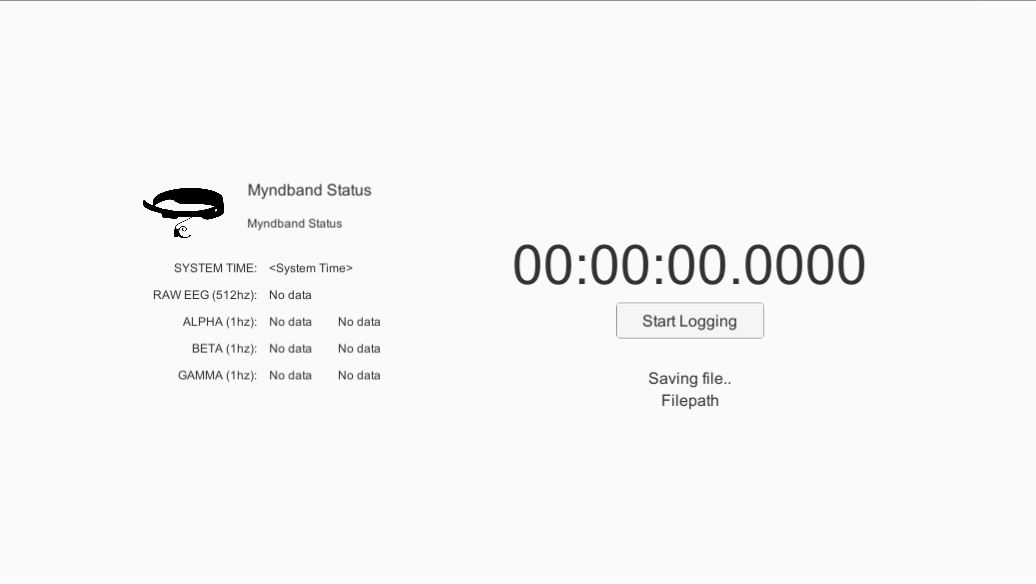 Myndband Status
Myndband Status
SYSTEM TIME: <System Time>
RAW EEG (512hz): No data
ALPHA (1hz): No data No data
BETA (1hz): No data No data
GAMMA (1hz): No data No data
00:00:00.0000
Start Logging
Saving file..
Filepath